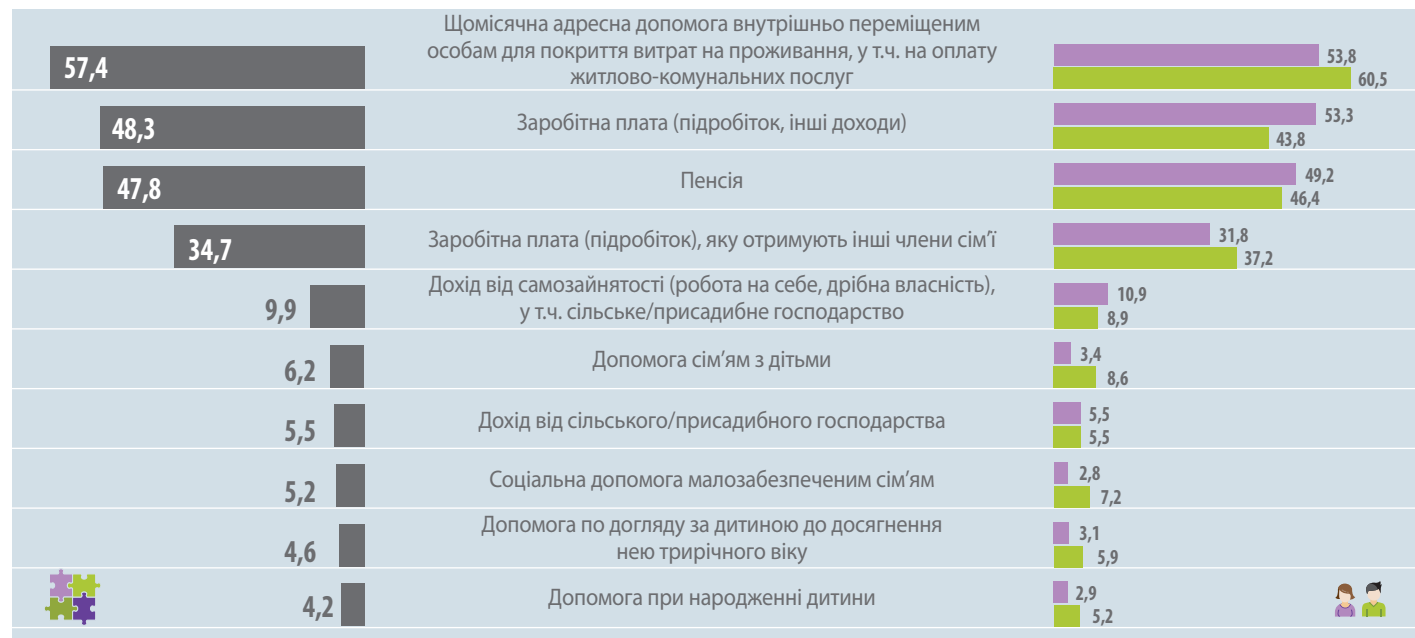 Щомісячна адресна допомога внутрішньо переміщеним
особам для покриття витрат на проживання, у т.ч. на оплату
житлово-комунальних послуг
57,4
53,8
60,5
48,3
Заробітна плата (підробіток, інші доходи)
53,3
43,8
47,8
Пенсія
49,2
46,4
34,7
Заробітна плата (підробіток), яку отримують інші члени сім’ї
31,8
37,2
Дохід від самозайнятості (робота на себе, дрібна власність),
у т.ч. сільське/присадибне господарство
9,9
10,9
8,9
6,2
Допомога сім’ям з дітьми
3,4
8,6
5,5
Дохід від сільського/присадибного господарства
5,5
5,5
5,2
Соціальна допомога малозабезпеченим сім’ям
2,8
7,2
Допомога по догляду за дитиною до досягнення
нею трирічного віку
4,6
3,1
5,9
4,2
Допомога при народженні дитини
2,9
5,2